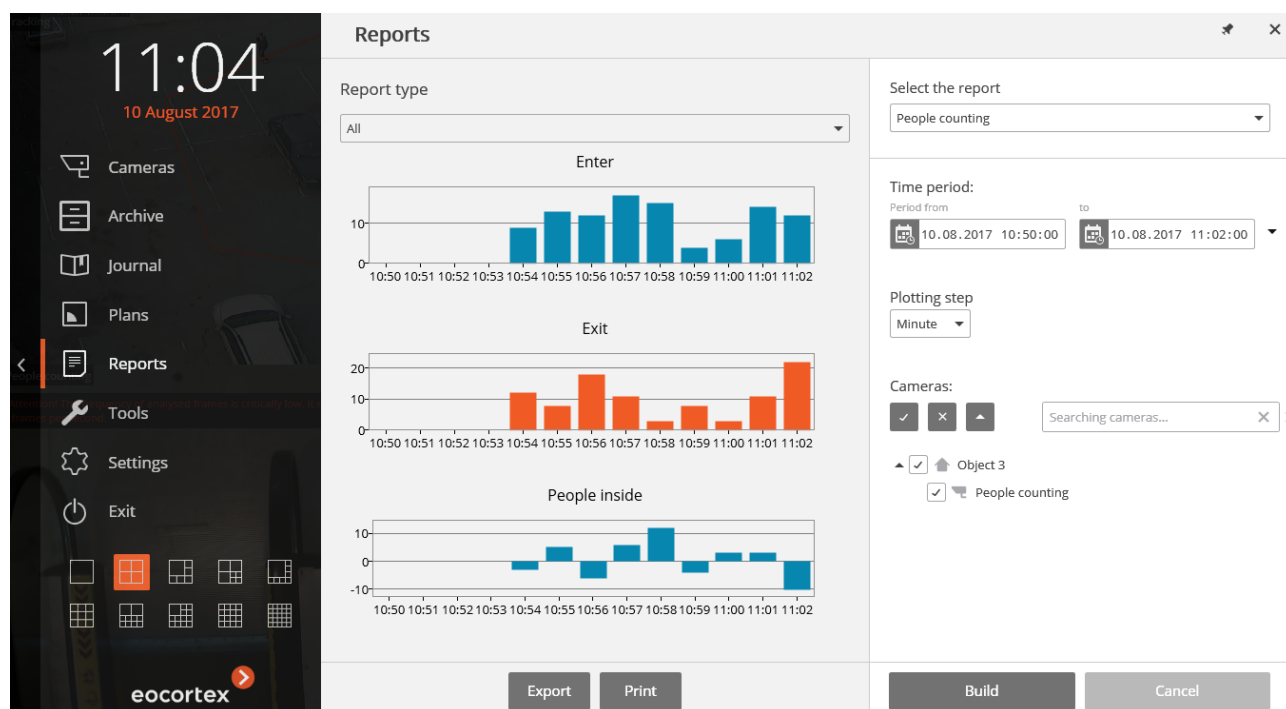 11:04
10 August 2017
Cameras
Archive
Journal
Plans
Reports
Tools
Settings
Exit
eocortex
Reports
Report type
All
Enter
10
0
10:50 10:51 10:52 10:53 10:54 10:55 10:56 10:57 10:58 10:59 11:00 11:01 11:02
Exit
20
10
0
10:50 10:51 10:52 10:53 10:54 10:55 10:56 10:57 10:58 10:59 11:00 11:01 11:02
People inside
10
0
-10
10:50 10:51 10:52 10:53 10:54 10:55 10:56 10:57 10:58 10:59 11:00 11:01 11:02
Export
Print
Select the report
People counting
Time period:
Period from to
10.08.2017 10:50:00 10.08.2017 11:02:00
Plotting step
Minute
Cameras:
Searching cameras...
Object 3
People counting
Build
Cancel